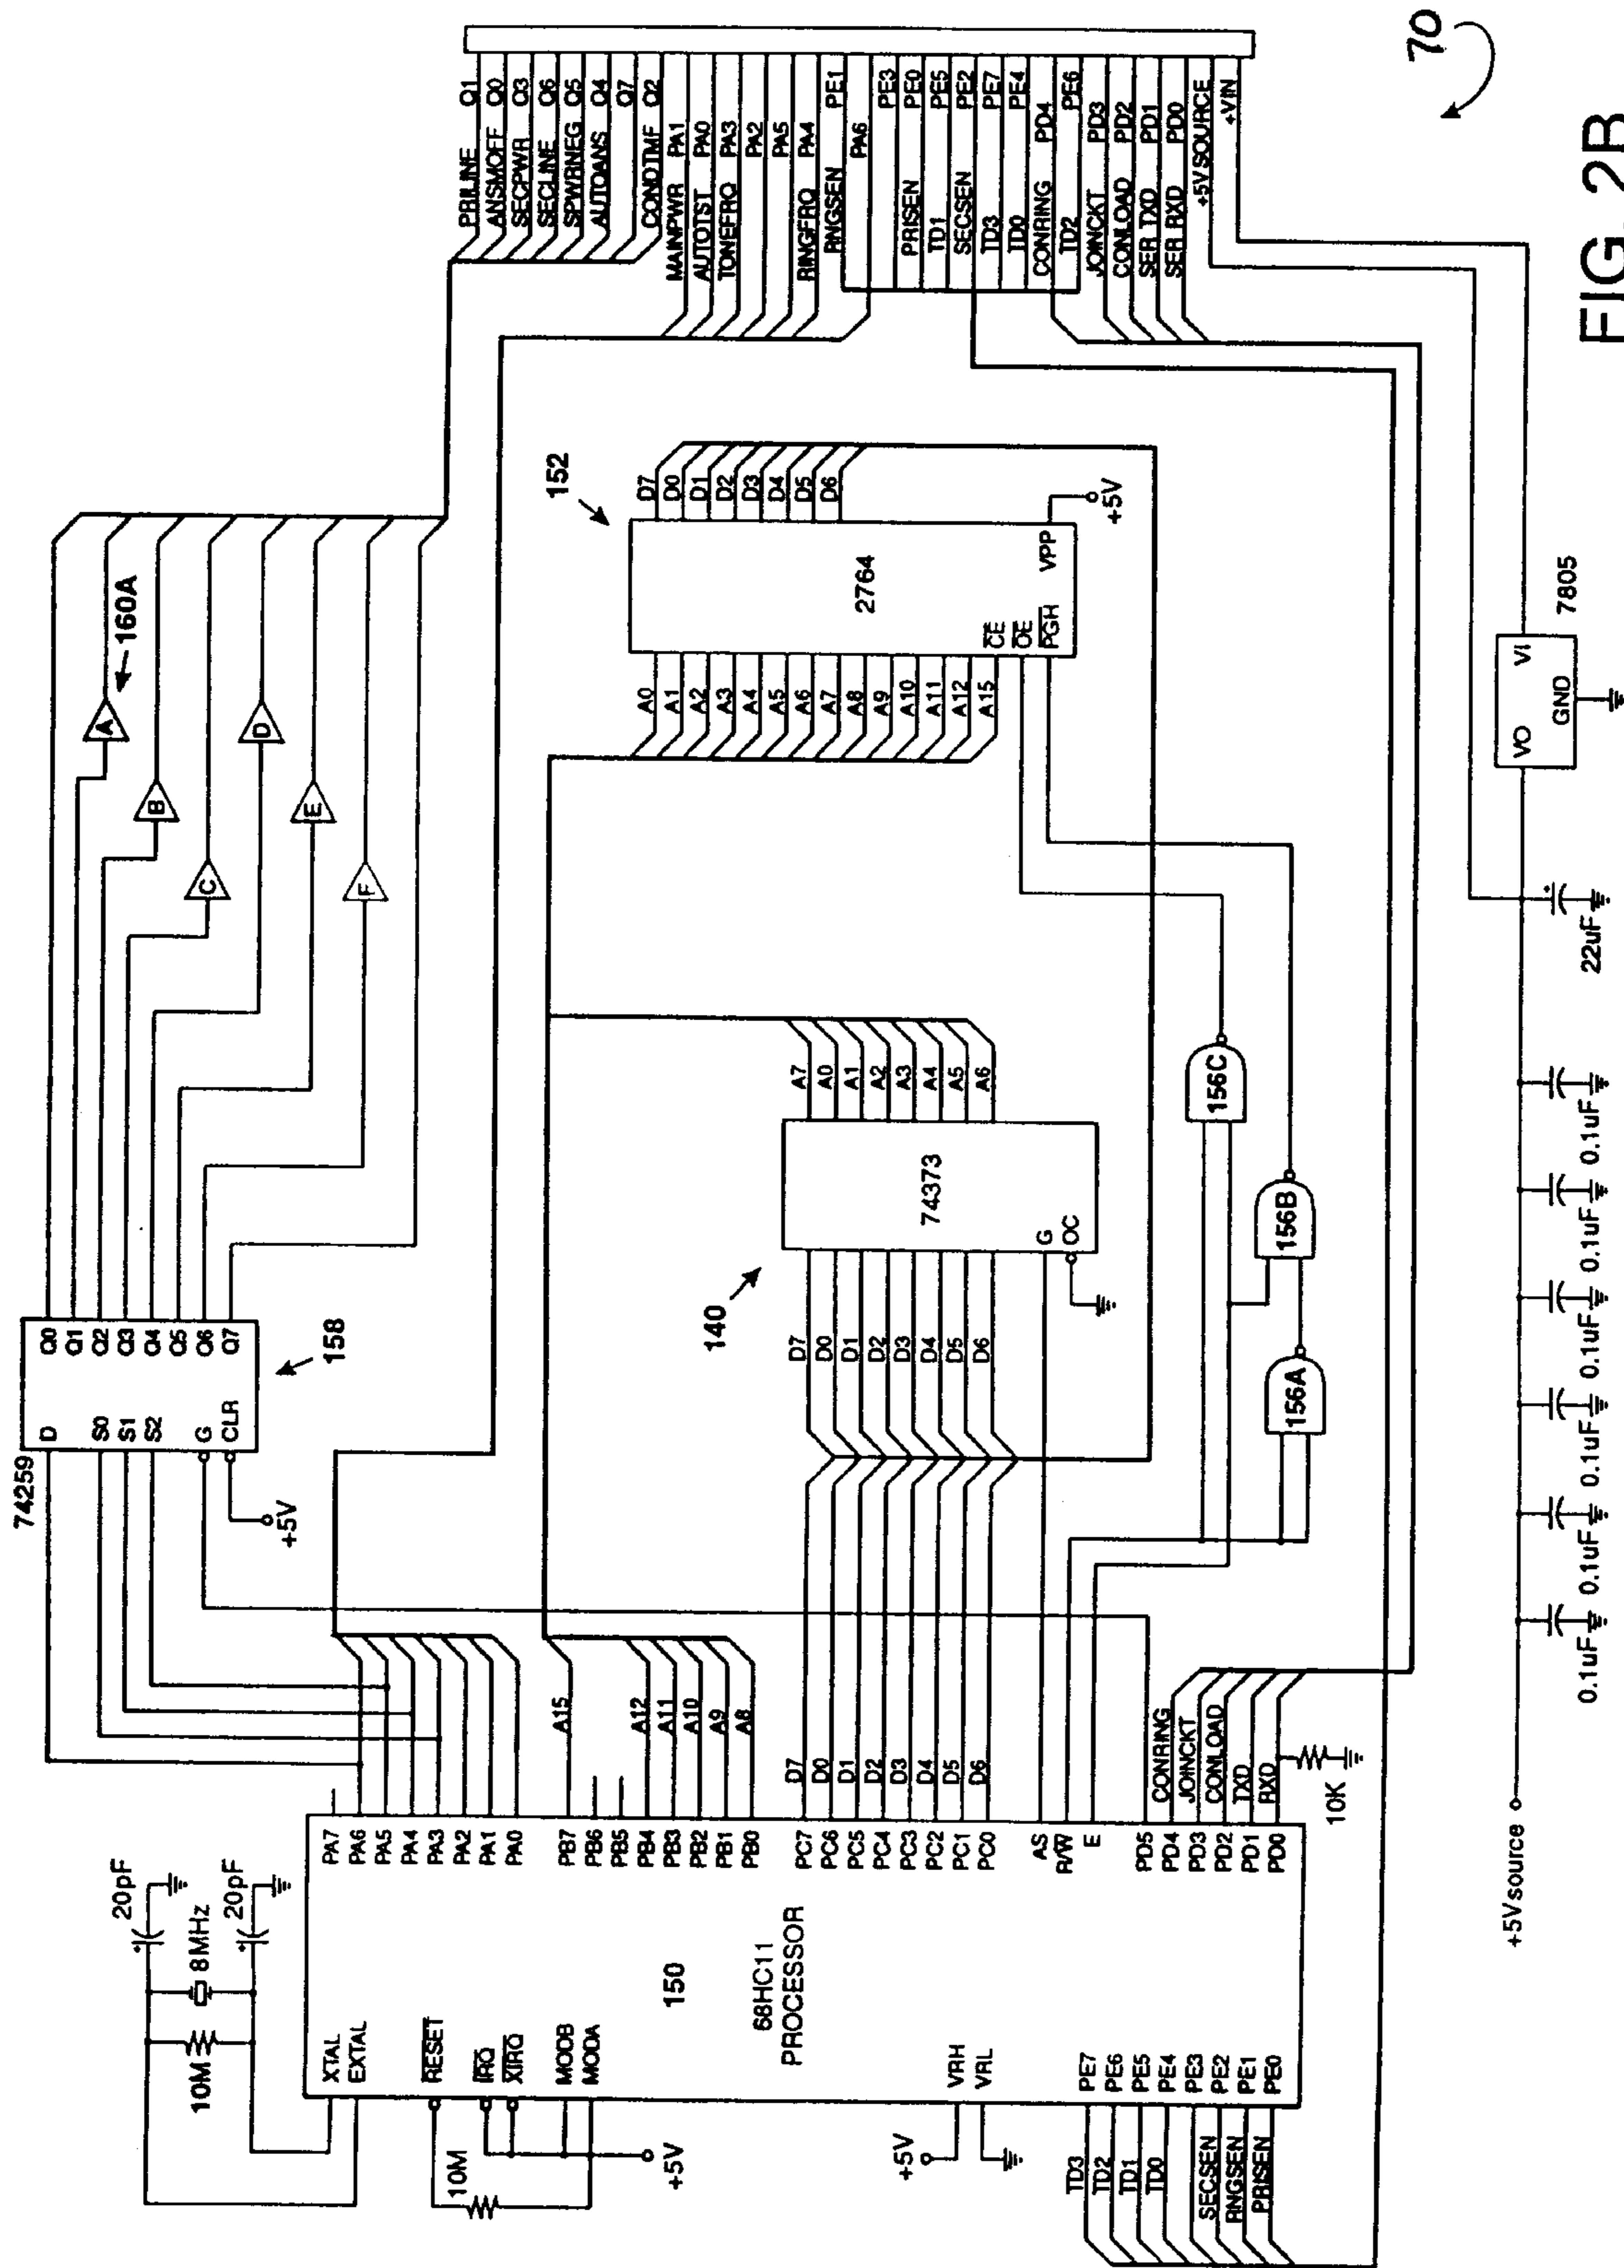 74259
D
S0
S1
S2
G
CLR
Q0
Q1
Q2
Q3
Q4
Q5
Q6
Q7
158
+5V
A
B
C
D
E
F
160A
20pF
8MHz
20pF
10M
XTAL
EXTAL
RESET
IRQ
XIRQ
MODB
MODA
10M
+5V
150
68HC11
PROCESSOR
VRH
VRL
+5V
PA7
PA6
PA5
PA4
PA3
PA2
PA1
PA0
PB7
PB6
PB5
PB4
PB3
PB2
PB1
PB0
A15
A12
A11
A10
A9
A8
PC7
PC6
PC5
PC4
PC3
PC2
PC1
PC0
D7
D0
D1
D2
D3
D4
D5
D6
AS
R/W
E
PD5
PD4
PD3
PD2
PD1
PD0
CONRING
JOINCKT
CONLOAD
TXD
RXD
10K
PE7
PE6
PE5
PE4
PE3
PE2
PE1
PE0
TD3
TD2
TD1
TD0
SECSEN
RNGSEN
PRISEN
140
D7
D0
D1
D2
D3
D4
D5
D6
74373
G
OC
A7
A0
A1
A2
A3
A4
A5
A6
156A
156B
156C
152
A0
A1
A2
A3
A4
A5
A6
A7
A8
A9
A10
A11
A12
A15
2764
CE
OE
PGH
VPP
+5V
D7
D0
D1
D2
D3
D4
D5
D6
PRILINE Q1
ANSMOFF Q0
SECPWR Q3
SECLINE Q6
SPWRNEG Q5
AUTOANS Q4
Q7
CONDTMF Q2
MAINPWR PA1
AUTOTST PA0
TONEFRQ PA3
PA2
PA5
RINGFRQ PA4
RNGSEN PE1
PA6
PE3
PRISEN PE0
TD1 PE5
SECSEN PE2
TD3 PE7
TD0 PE4
CONRING PD4
TD2 PE6
JOINCKT PD3
CONLOAD PD2
SER TXD PD1
SER RXD PD0
+5VSOURCE
+VIN
+5Vsource
0.1uF
0.1uF
0.1uF
0.1uF
0.1uF
0.1uF
22uF
VO
VI
GND
7805
70
FIG. 2B